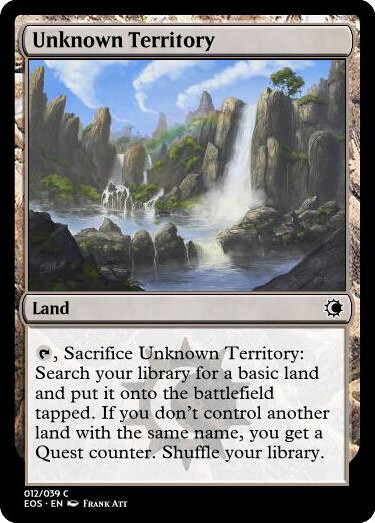 Unknown Territory
Land
, Sacrifice Unknown Territory:
Search your library for a basic land
and put it onto the battlefield
tapped. If you don't control another
land with the same name, you get a
Quest counter. Shuffle your library.
012/039 C
EOS • EN Frank Att